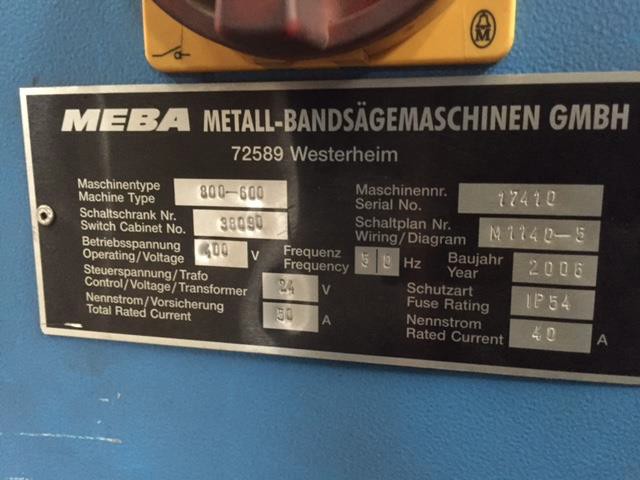 M
MEBA METALL-BANDSÄGEMASCHINEN GMBH
72589 Westerheim
Maschinentype
Machine Type 800-600
Maschinennr.
Serial No. 17410
Schaltschrank Nr.
Switch Cabinet No. 38090
Schaltplan Nr.
Wiring/Diagram M1140-5
Betriebsspannung
Operating/Voltage 400 V
Frequenz
Frequency 50 Hz
Baujahr
Year 2006
Steuerspannung/Trafo
Control/Voltage/Transformer 24 V
Schutzart
Fuse Rating IP54
Nennstrom/Vorsicherung
Total Rated Current 50 A
Nennstrom
Rated Current 40 A